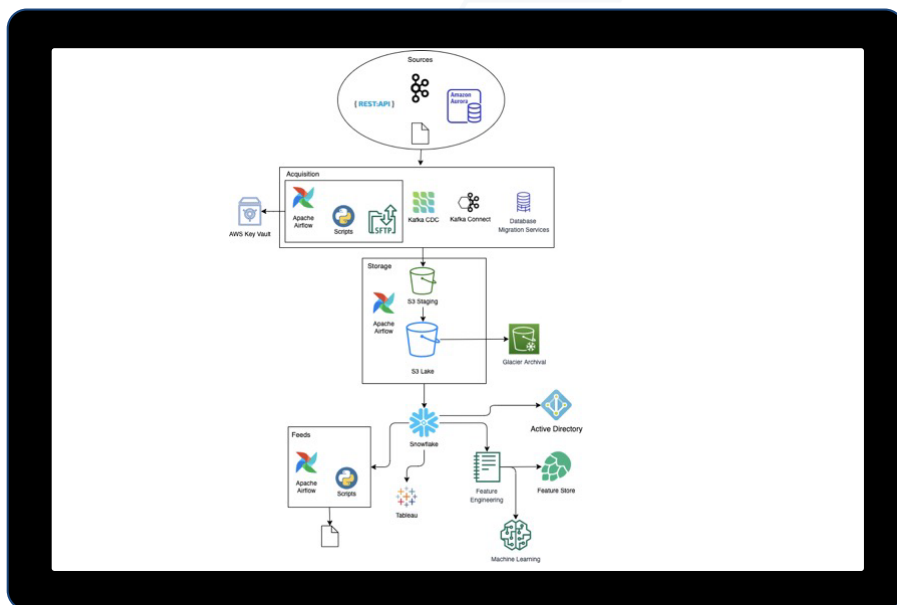 Sources
{ REST:API }
Amazon
Aurora
Acquisition
Apache
Airflow
Scripts
SFTP
Kafka CDC
Kafka Connect
Database
Migration Services
AWS Key Vault
Storage
S3 Staging
Apache
Airflow
S3 Lake
Glacier Archival
Snowflake
Active Directory
Feeds
Apache
Airflow
Scripts
Tableau
Feature
Engineering
Feature Store
Machine Learning